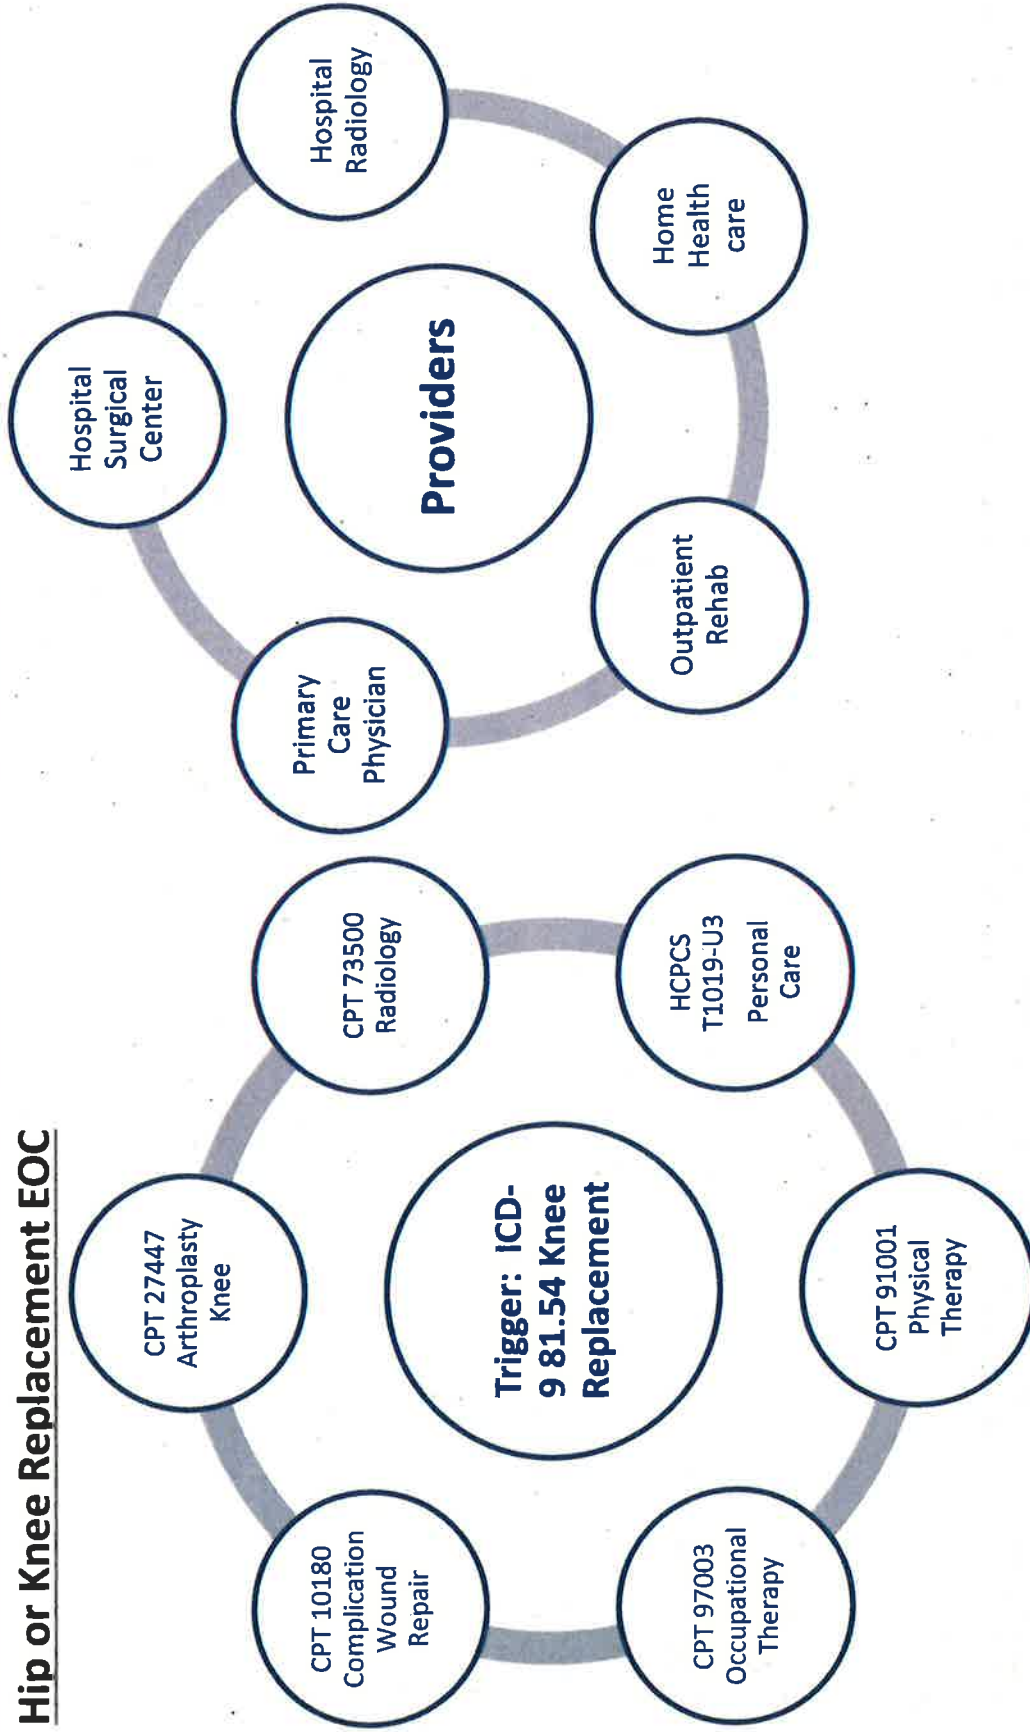 Hip or Knee Replacement EOC
CPT 27447
Arthroplasty
Knee
CPT 73500
Radiology
HCPCS
T1019-U3
Personal
Care
CPT 91001
Physical
Therapy
CPT 97003
Occupational
Therapy
CPT 10180
Complication
Wound
Repair
Trigger: ICD-
9 81.54 Knee
Replacement
Hospital
Surgical
Center
Hospital
Radiology
Home
Health
care
Outpatient
Rehab
Primary
Care
Physician
Providers